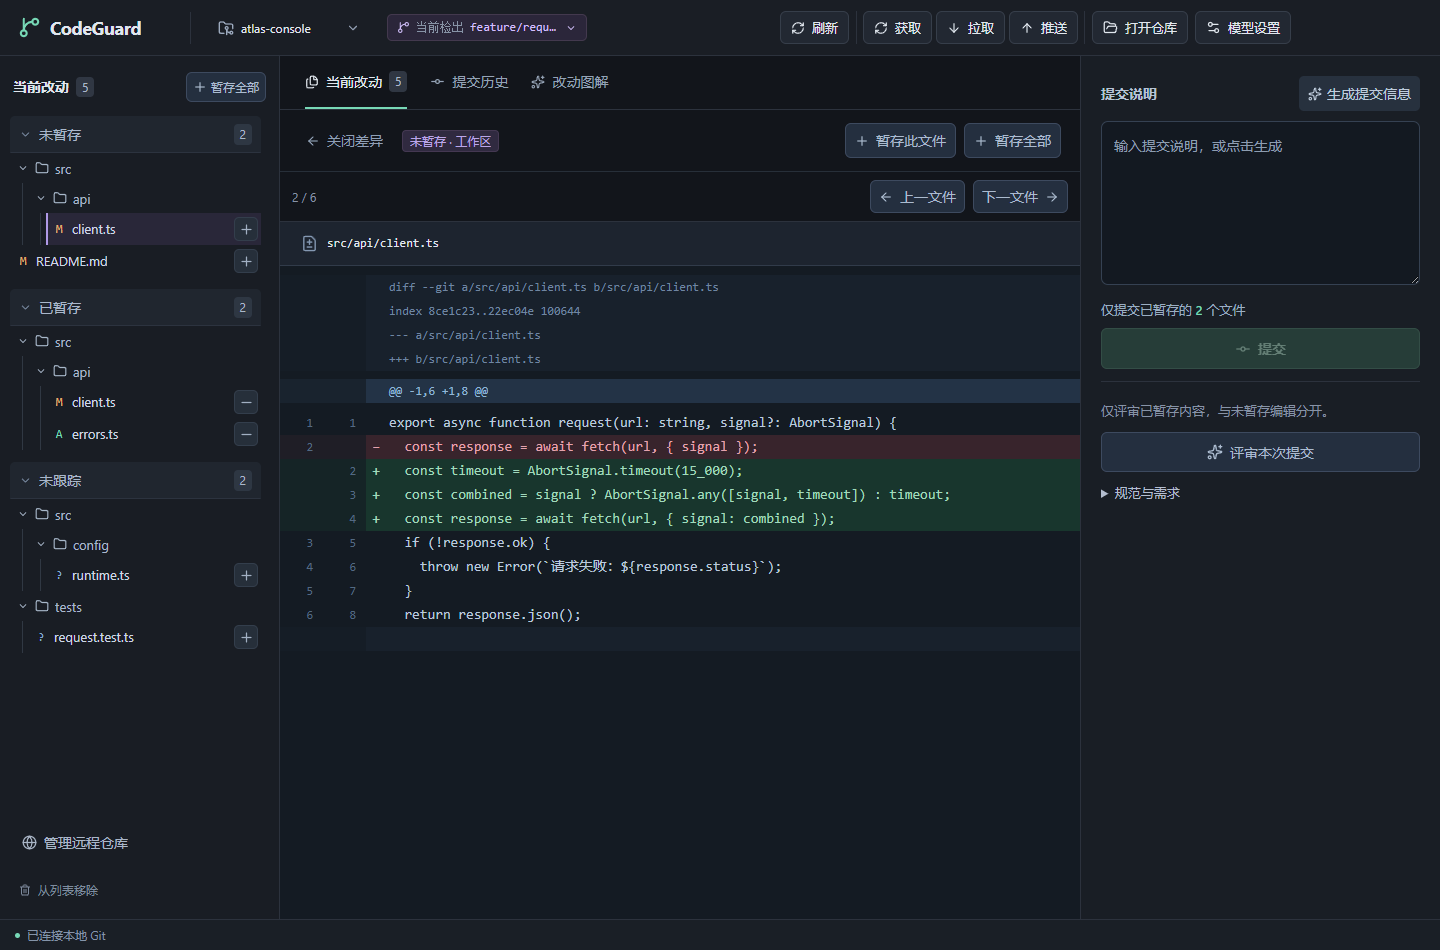 CodeGuard
atlas-console
当前检出 feature/requ...
刷新
获取
拉取
推送
打开仓库
模型设置
当前改动 5
暂存全部
未暂存 2
src
api
M client.ts
M README.md
已暂存 2
src
api
M client.ts
A errors.ts
未跟踪 2
src
config
? runtime.ts
tests
? request.test.ts
管理远程仓库
从列表移除
当前改动 5
提交历史
改动图解
关闭差异
未暂存 · 工作区
暂存此文件
暂存全部
2 / 6
上一文件
下一文件
src/api/client.ts
diff --git a/src/api/client.ts b/src/api/client.ts
index 8ce1c23..22ec04e 100644
--- a/src/api/client.ts
+++ b/src/api/client.ts
@@ -1,6 +1,8 @@
1 1 export async function request(url: string, signal?: AbortSignal) {
2 - const response = await fetch(url, { signal });
2 + const timeout = AbortSignal.timeout(15_000);
3 + const combined = signal ? AbortSignal.any([signal, timeout]) : timeout;
4 + const response = await fetch(url, { signal: combined });
3 5 if (!response.ok) {
4 6 throw new Error(`请求失败: ${response.status}`);
5 7 }
6 8 return response.json();
提交说明
生成提交信息
输入提交说明，或点击生成
仅提交已暂存的 2 个文件
提交
仅评审已暂存内容，与未暂存编辑分开。
评审本次提交
规范与需求
已连接本地 Git